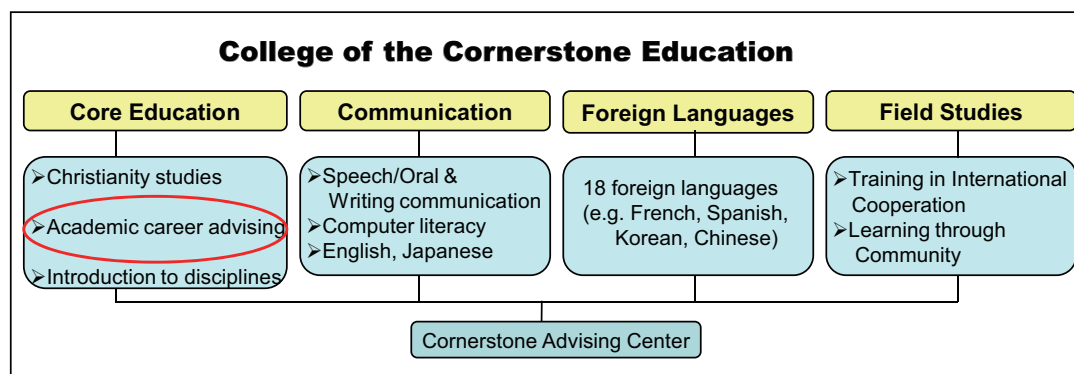 College of the Cornerstone Education
Core Education
➢Christianity studies
➢Academic career advising
➢Introduction to disciplines
Communication
➢Speech/Oral &
Writing communication
➢Computer literacy
➢English, Japanese
Foreign Languages
18 foreign languages
(e.g. French, Spanish,
Korean, Chinese)
Field Studies
➢Training in International
Cooperation
➢Learning through
Community
Cornerstone Advising Center